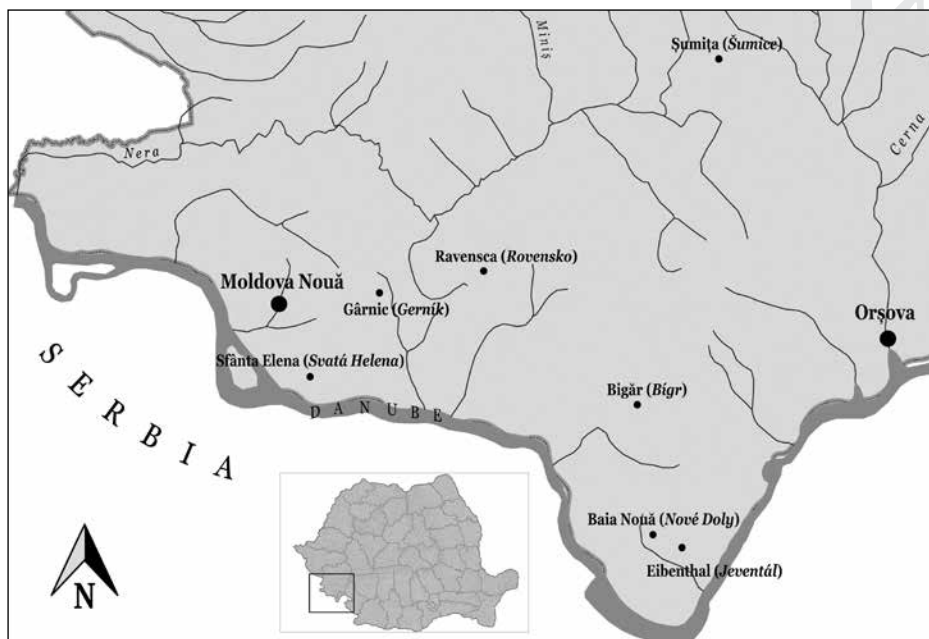 Miniș
Șumița (Šumice)
Cerna
Nera
Ravensca (Rovensko)
Moldova Nouă
Gârnic (Gerník)
Orșova
Sfânta Elena (Svatá Helena)
SERBIA
DANUBE
Bigăr (Bígr)
Baia Nouă (Nové Doly)
Eibenthal (Jeventál)
N